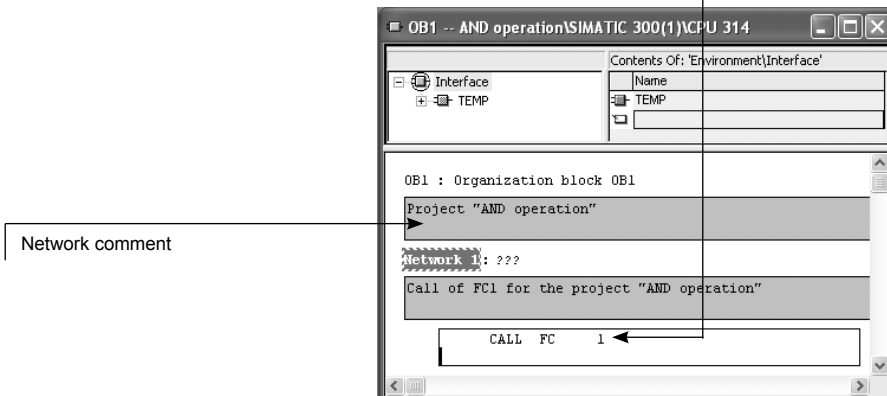 OB1 -- AND operation\SIMATIC 300(1)\CPU 314
Contents Of: 'Environment\Interface'
Interface
TEMP
Name
TEMP
OB1 : Organization block OB1
Project "AND operation"
Network comment
Network 1: ???
Call of FC1 for the project "AND operation"
CALL FC 1